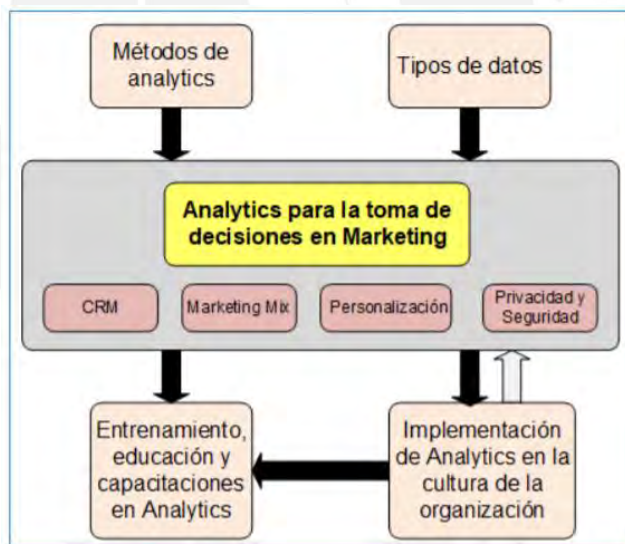 Métodos de
analytics
Tipos de datos
Analytics para la toma de
decisiones en Marketing
CRM
Marketing Mix
Personalización
Privacidad y
Seguridad
Entrenamiento,
educación y
capacitaciones
en Analytics
Implementación
de Analytics en la
cultura de la
organización